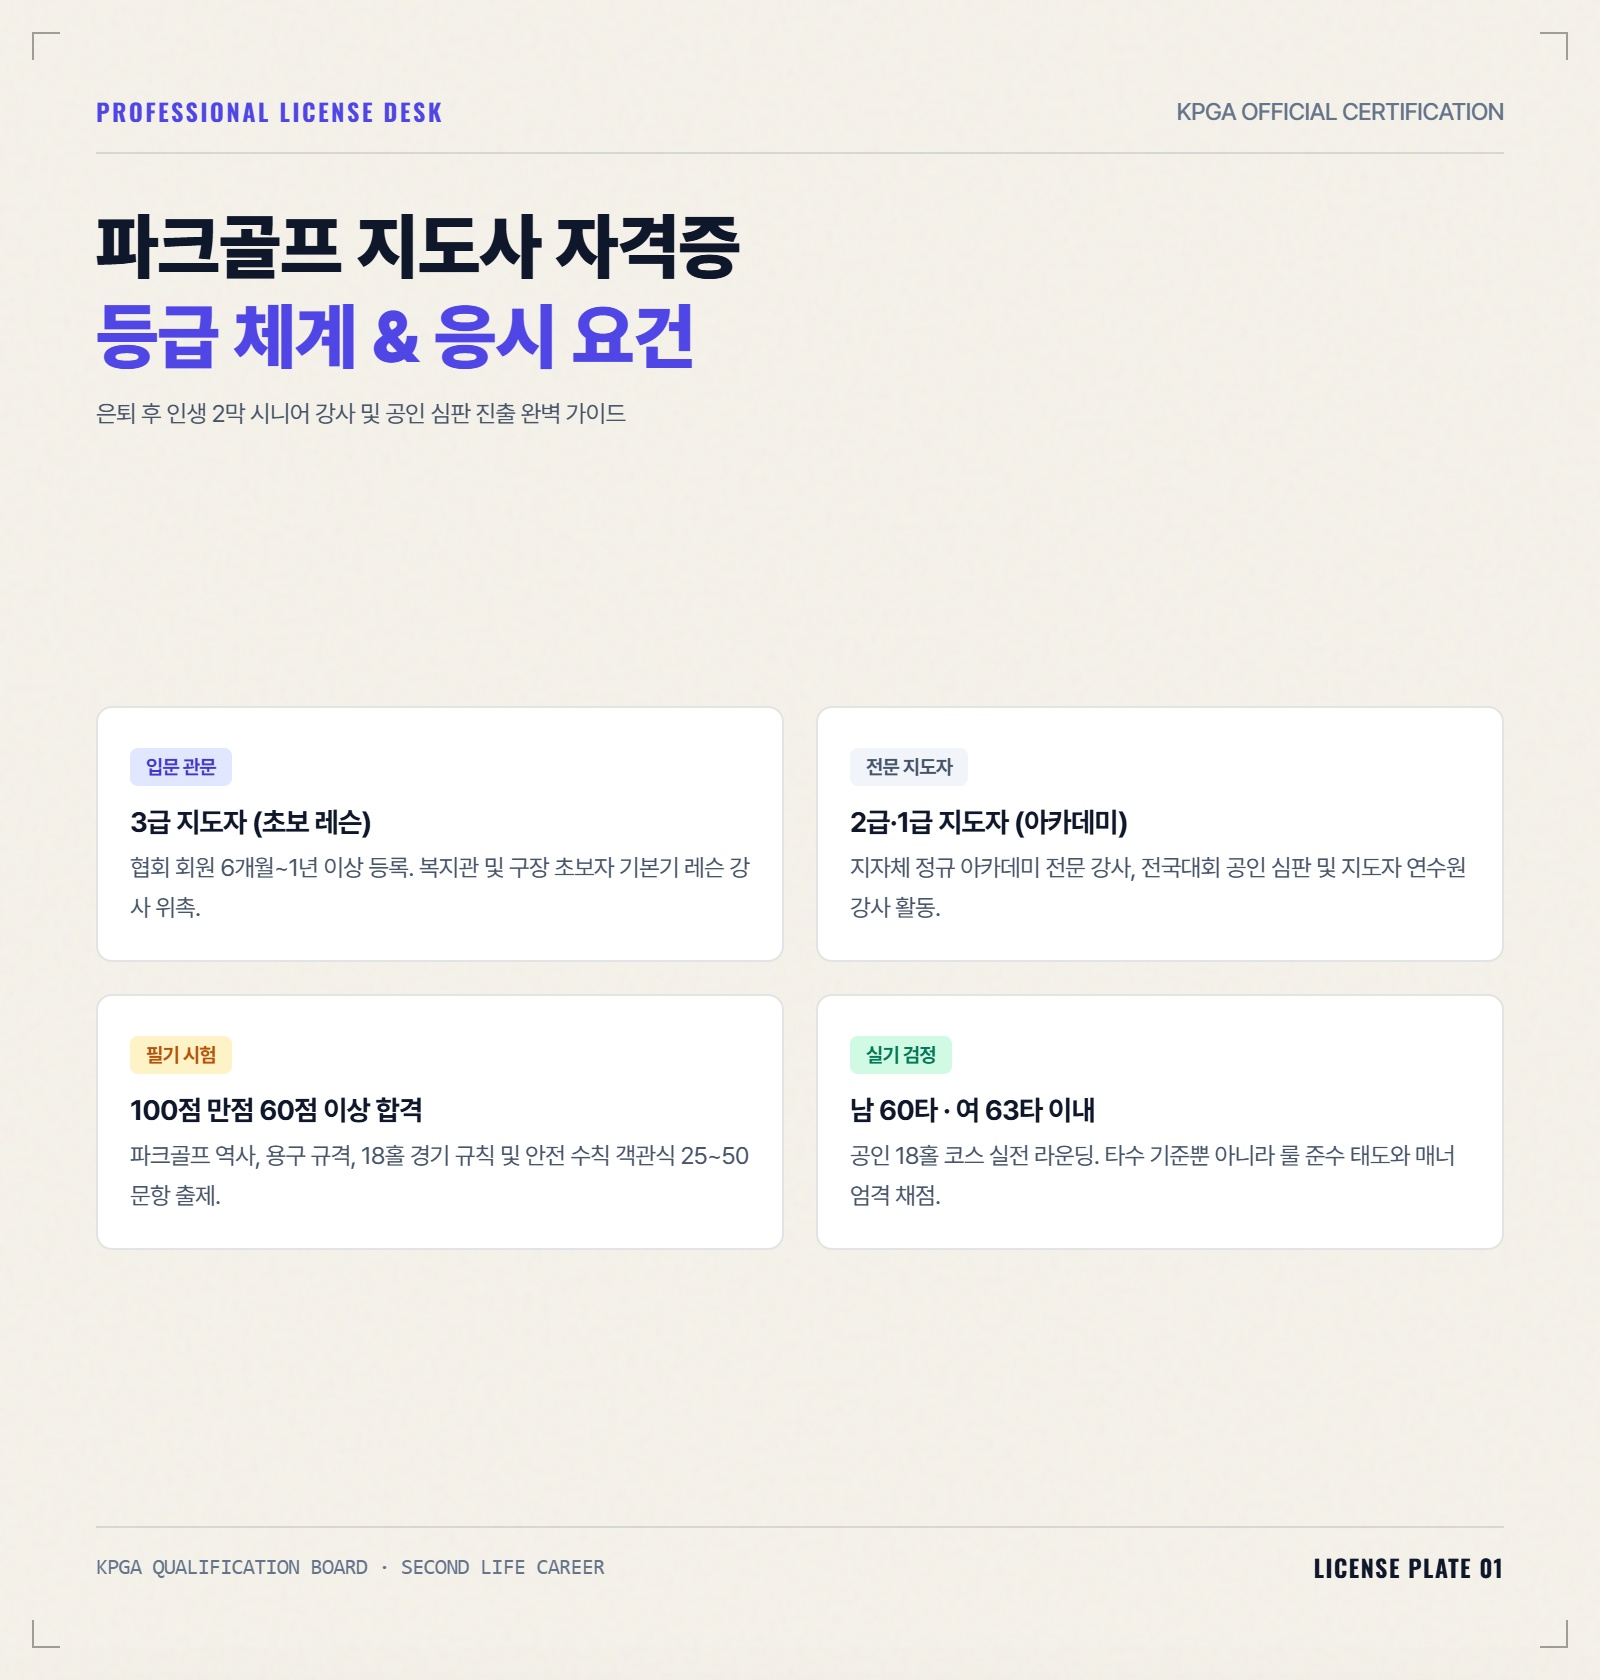 PROFESSIONAL LICENSE DESK
KPGA OFFICIAL CERTIFICATION
파크골프 지도사 자격증
등급 체계 & 응시 요건
은퇴 후 인생 2막 시니어 강사 및 공인 심판 진출 완벽 가이드
입문 관문
3급 지도자 (초보 레슨)
협회 회원 6개월~1년 이상 등록. 복지관 및 구장 초보자 기본기 레슨 강
사 위촉.
전문 지도자
2급·1급 지도자 (아카데미)
지자체 정규 아카데미 전문 강사, 전국대회 공인 심판 및 지도자 연수원
강사 활동.
필기 시험
100점 만점 60점 이상 합격
파크골프 역사, 용구 규격, 18홀 경기 규칙 및 안전 수칙 객관식 25~50
문항 출제.
실기 검정
남 60타 · 여 63타 이내
공인 18홀 코스 실전 라운딩. 타수 기준뿐 아니라 룰 준수 태도와 매너
엄격 채점.
KPGA QUALIFICATION BOARD · SECOND LIFE CAREER
LICENSE PLATE 01